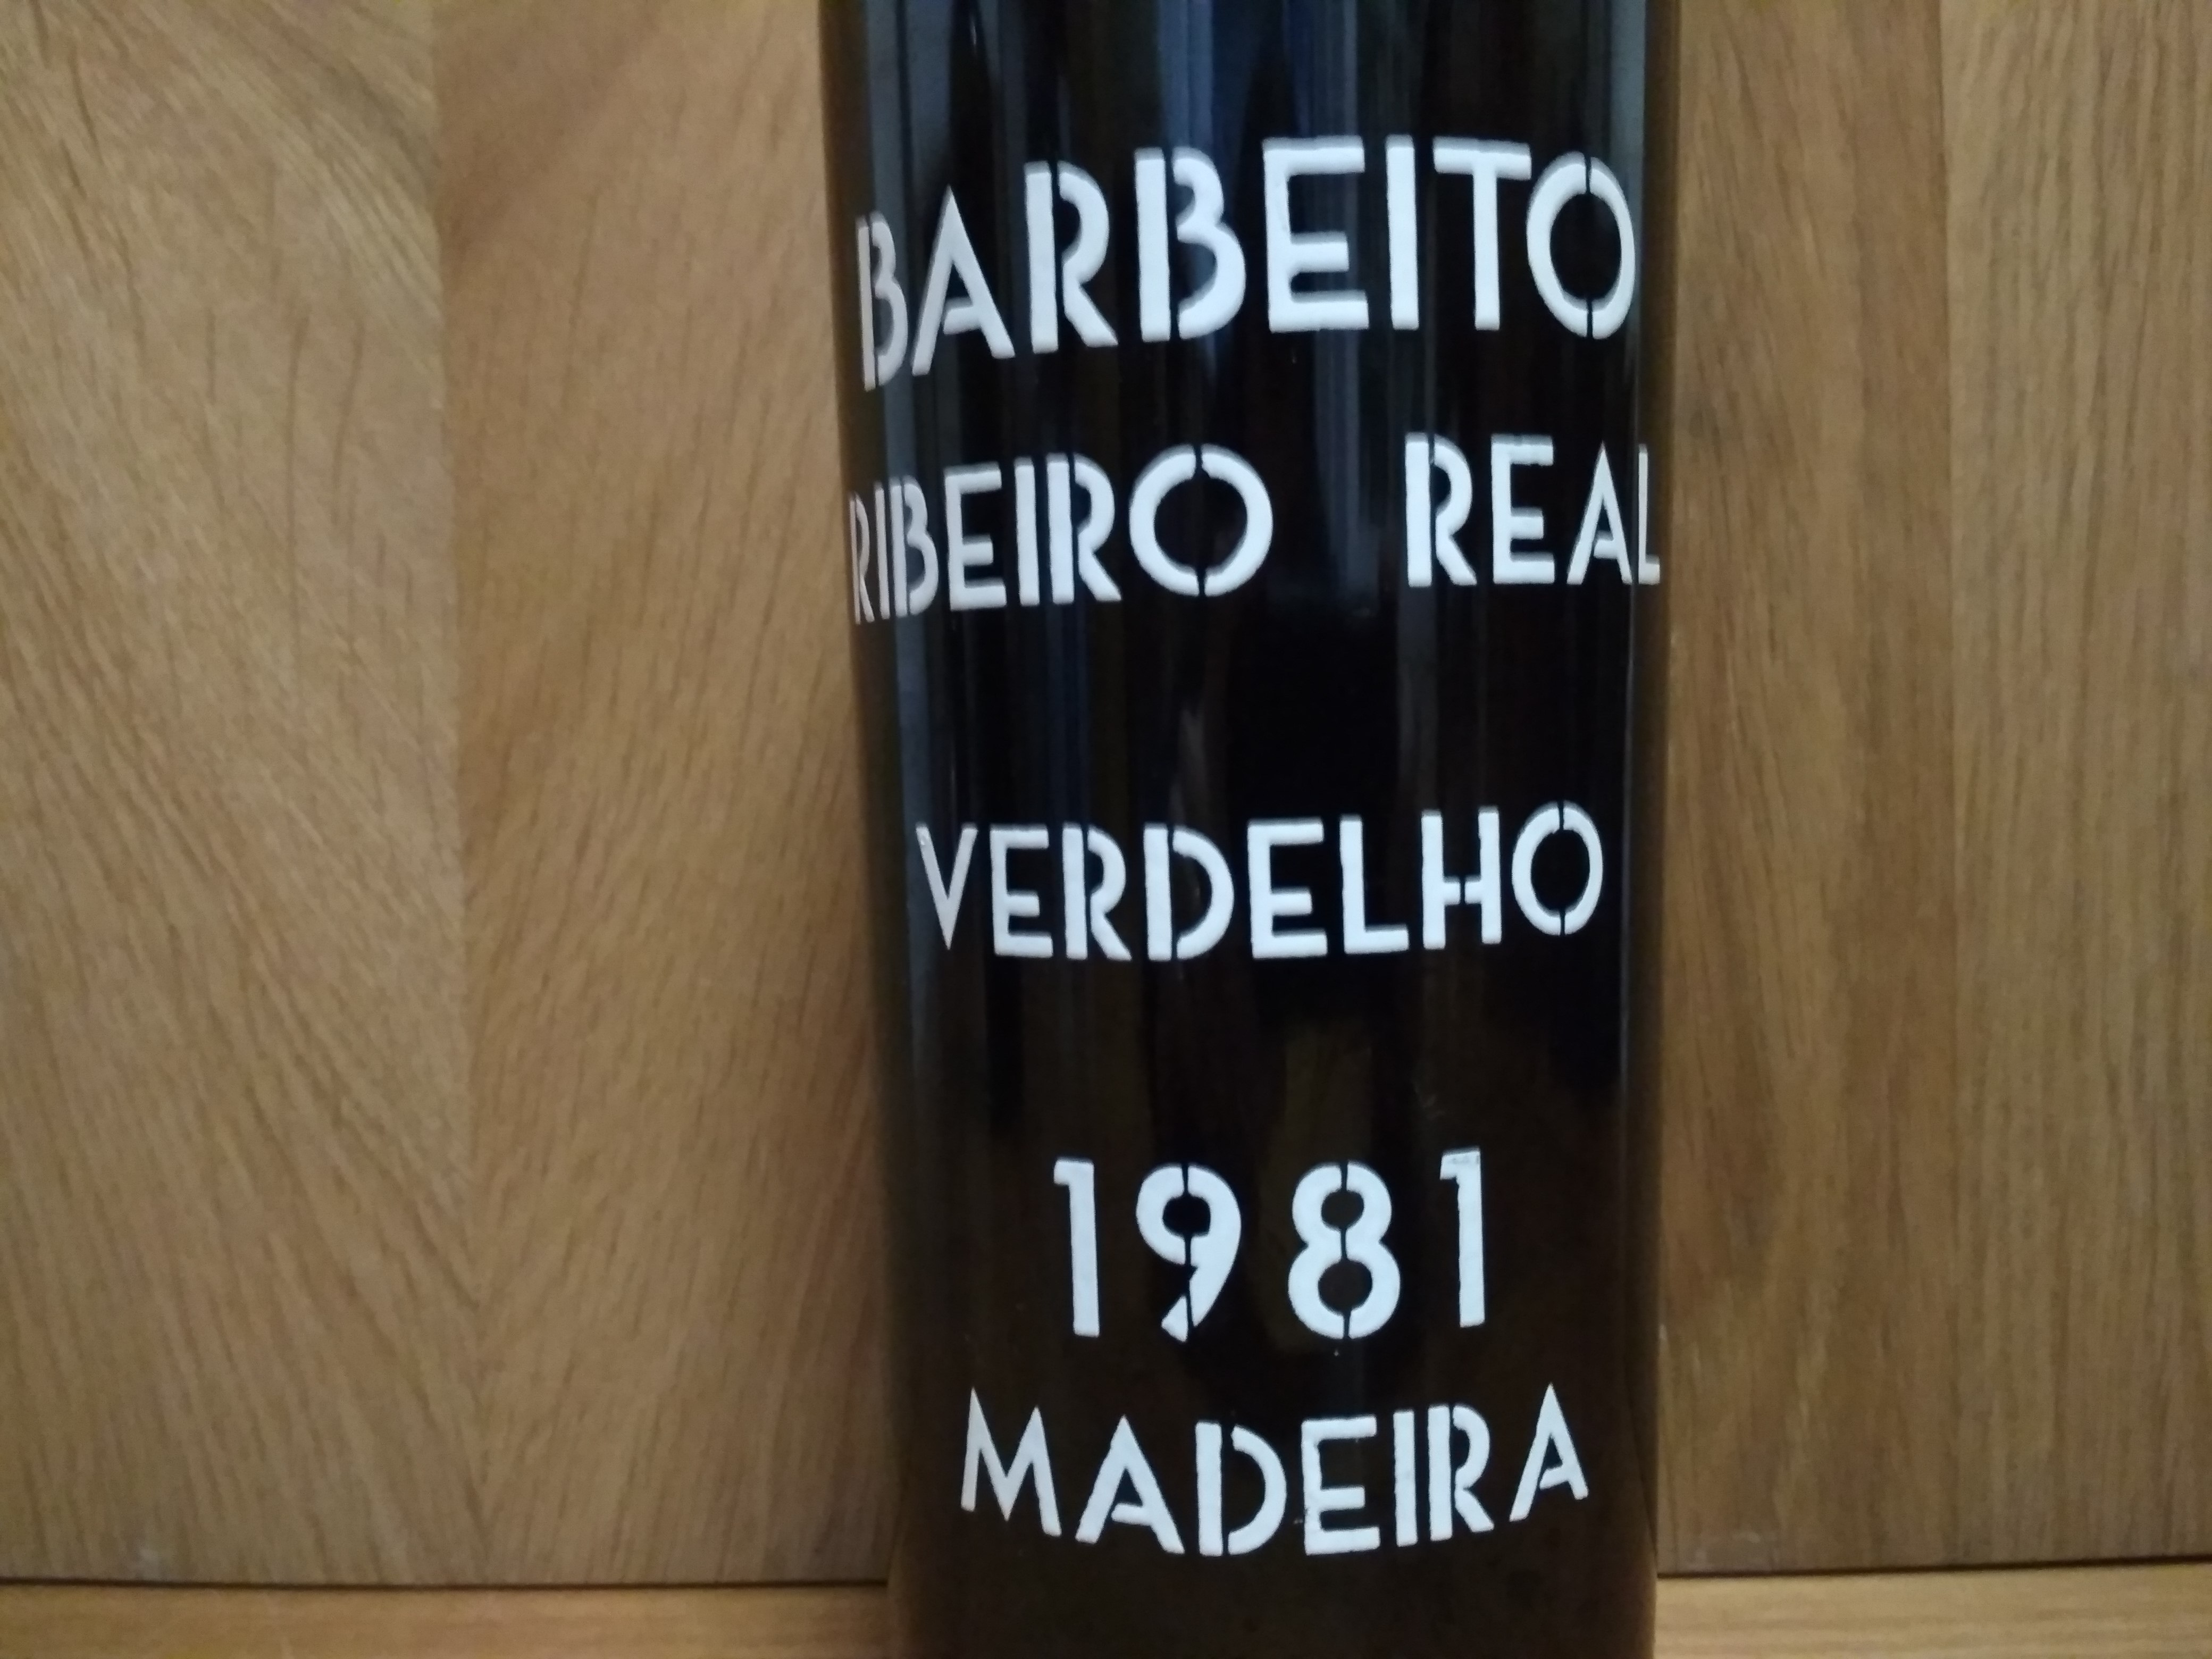 BARBEITO
RIBEIRO REAL
VERDELHO
1981
MADEIRA